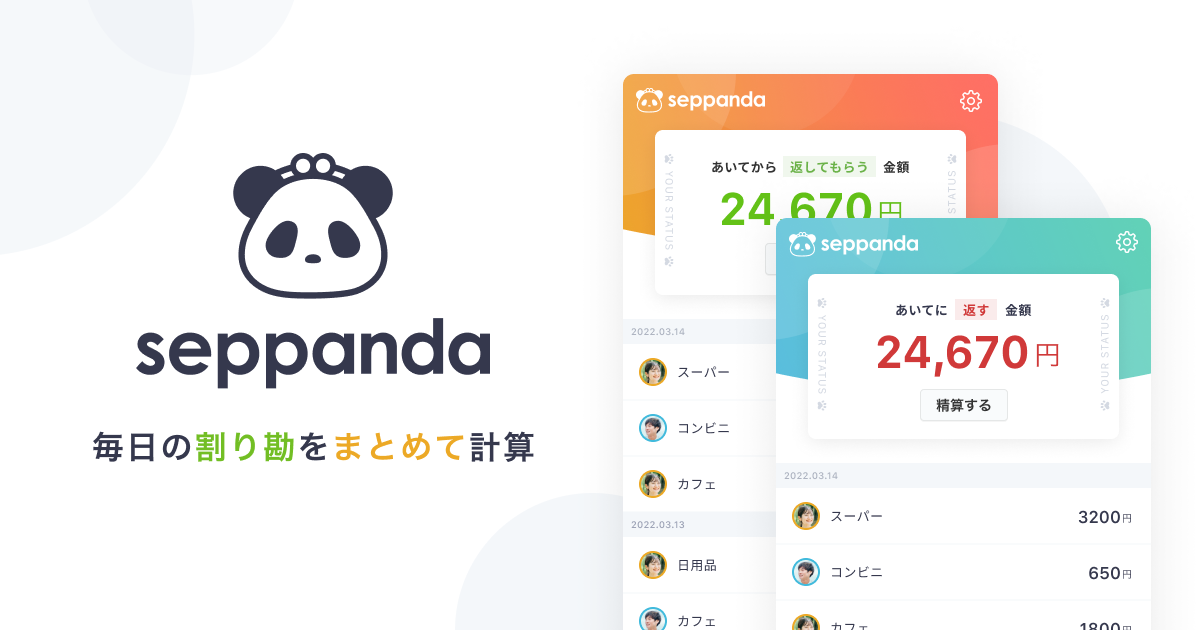 seppanda
毎日の割り勘をまとめて計算
seppanda
YOUR STATUS
STATUS
あいてから 返してもらう 金額
24,670円
2022.03.14
スーパー
コンビニ
カフェ
2022.03.13
日用品
カフェ
seppanda
YOUR STATUS
YOUR STATUS
あいてに 返す 金額
24,670円
精算する
2022.03.14
スーパー 3200円
コンビニ 650円
カフェ 1800円